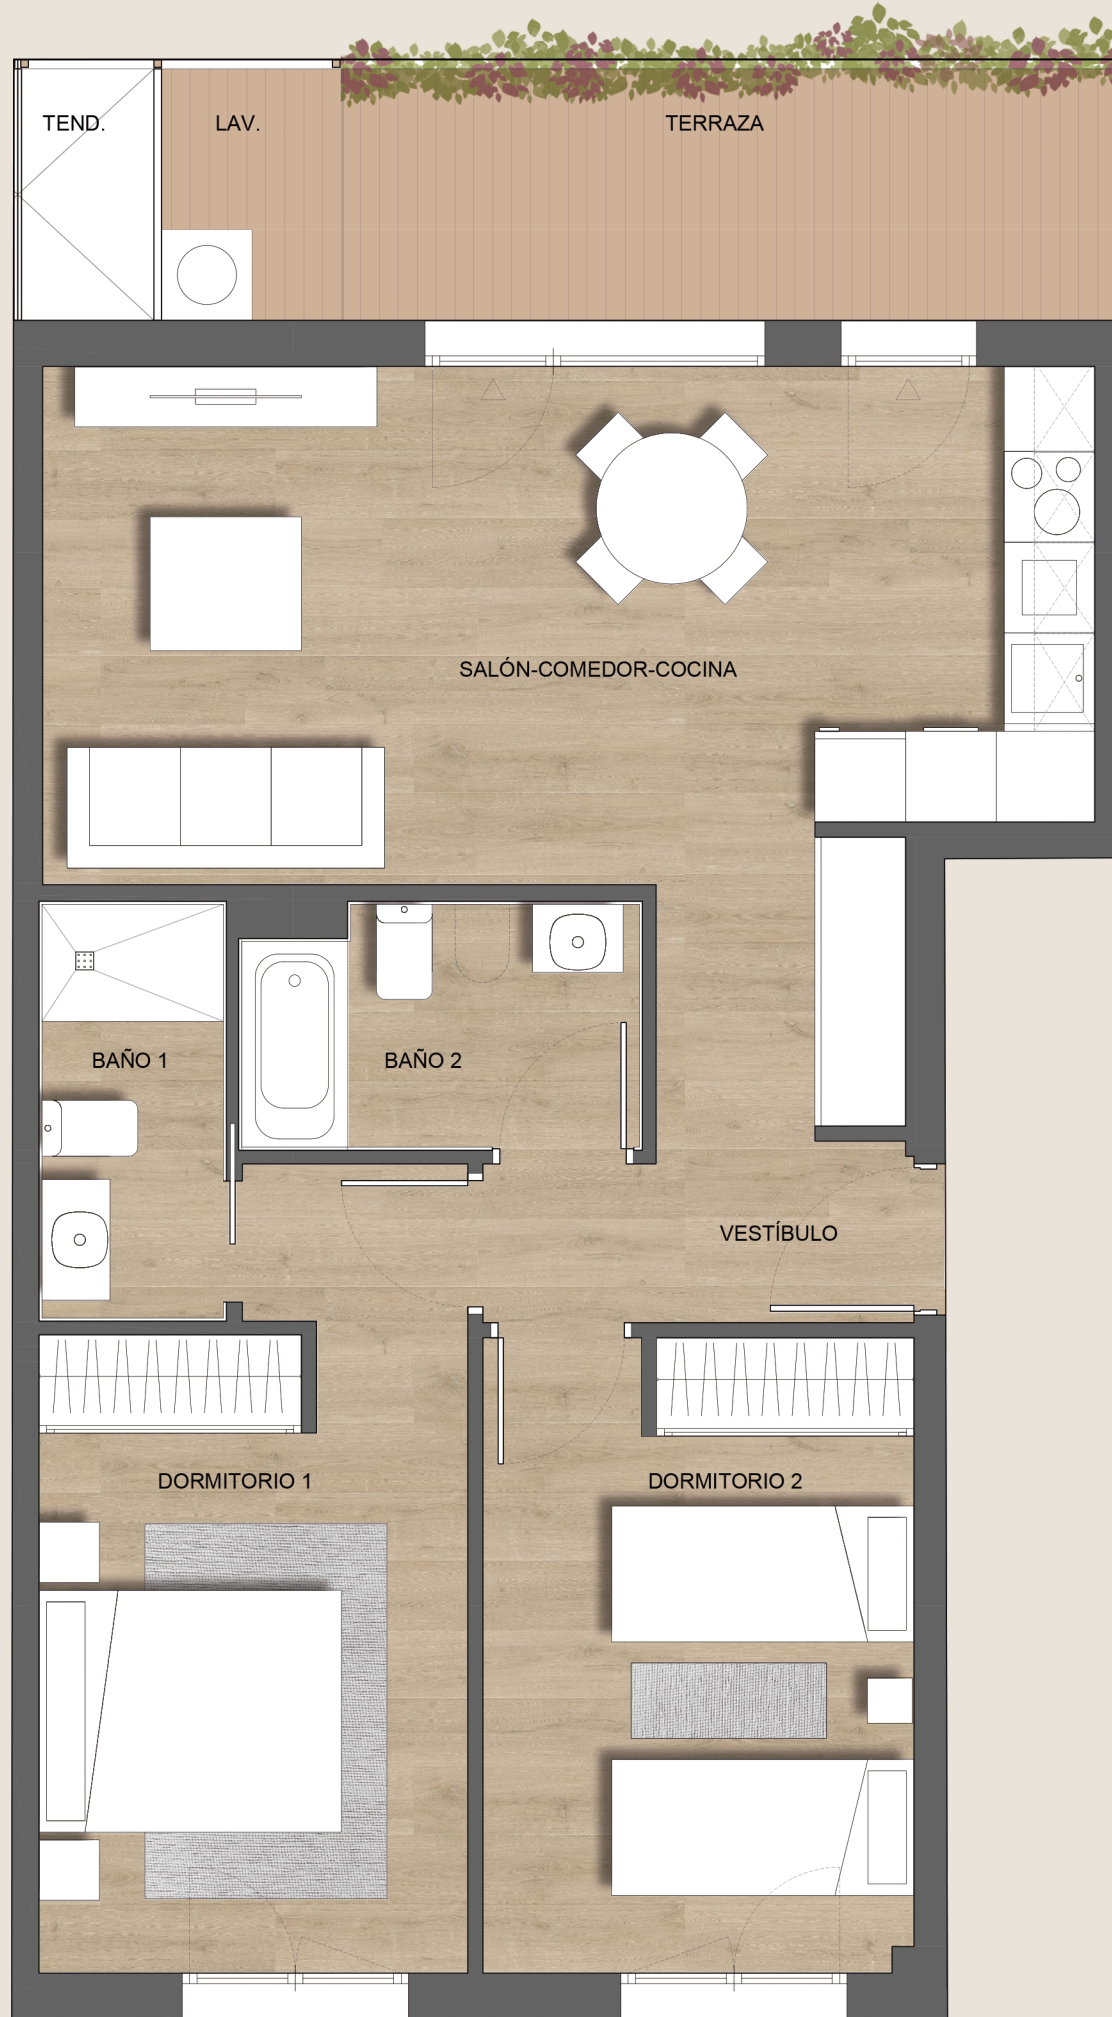 TEND.
LAV.
TERRAZA
SALÓN-COMEDOR-COCINA
BAÑO 1
BAÑO 2
VESTÍBULO
DORMITORIO 1
DORMITORIO 2